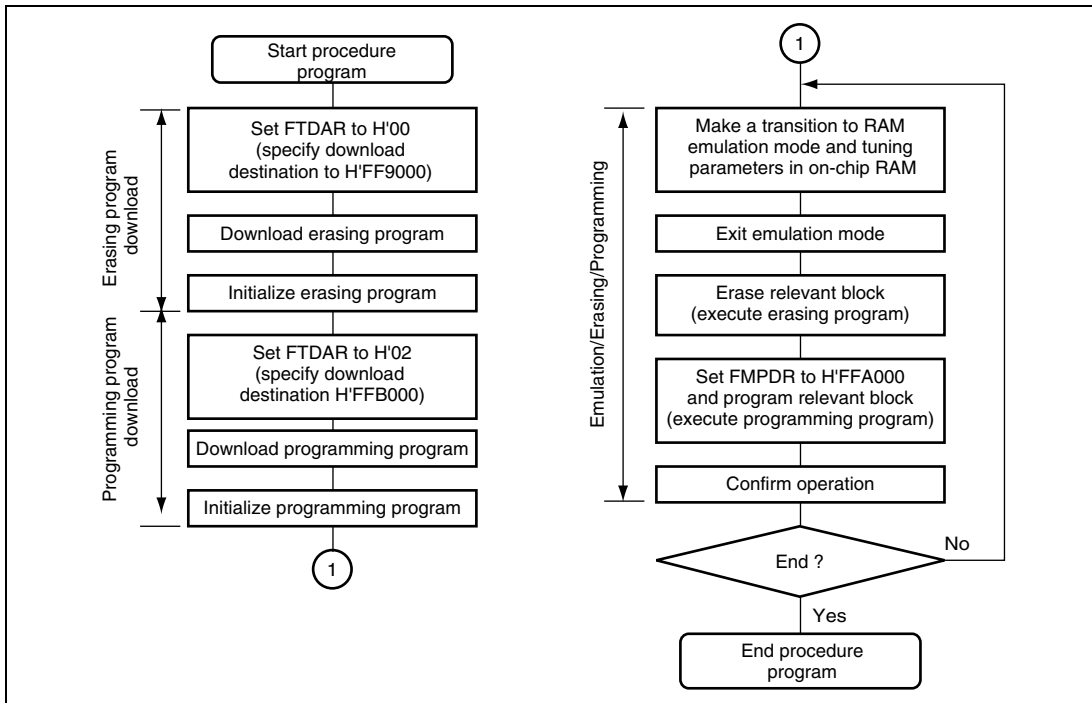 Start procedure
program
Erasing program
download
Set FTDAR to H'00
(specify download
destination to H'FF9000)
Download erasing program
Initialize erasing program
Programming program
download
Set FTDAR to H'02
(specify download
destination H'FFB000)
Download programming program
Initialize programming program
1
1
Emulation/Erasing/Programming
Make a transition to RAM
emulation mode and tuning
parameters in on-chip RAM
Exit emulation mode
Erase relevant block
(execute erasing program)
Set FMPDR to H'FFA000
and program relevant block
(execute programming program)
Confirm operation
End ?
No
Yes
End procedure
program